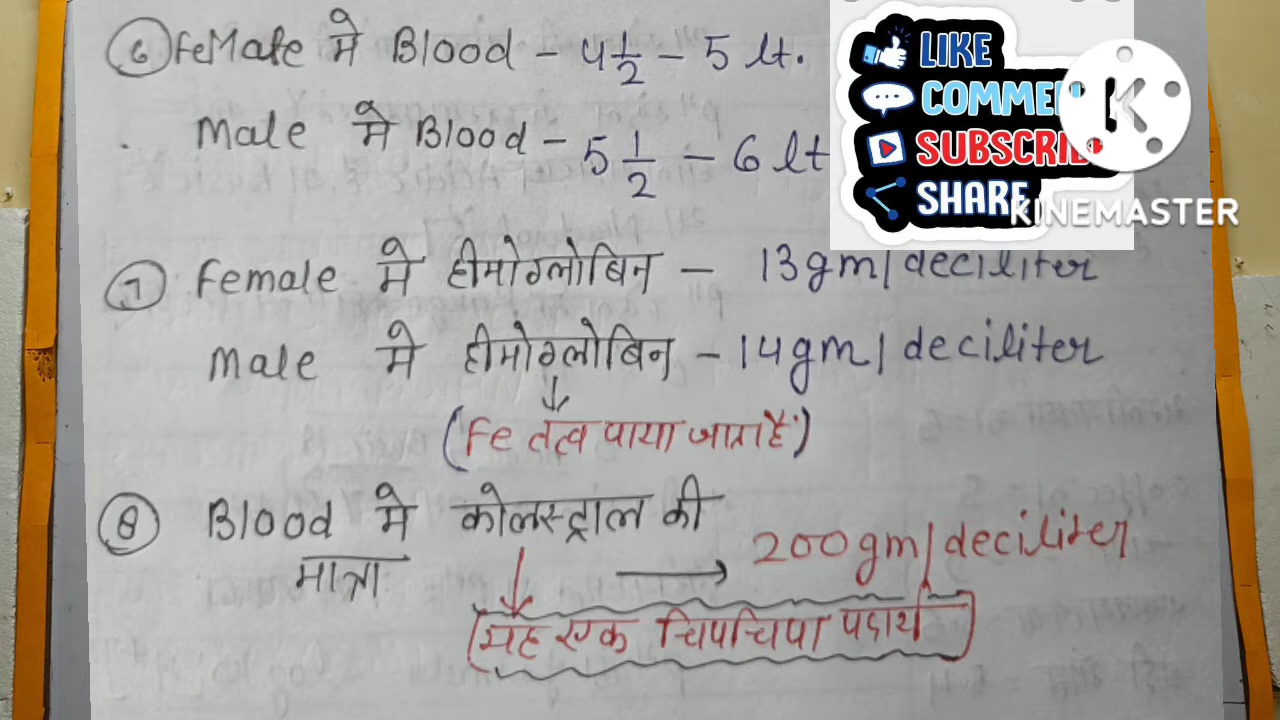 6 FeMale मे Blood - 4 1/2 - 5 lt.
Male मे Blood - 5 1/2 - 6 lt
7 Female मे हीमोग्लोबिन - 13gm/deciliter
Male मे हीमोग्लोबिन - 14gm/deciliter
(Fe तत्व पाया जाता है)
8 Blood मे कोलस्ट्राल की
मात्रा → 200gm/deciliter
(यह एक चिपचिपा पदार्थ)
LIKE
COMMEN
SUBSCRIBE
SHARE
K
KINEMASTER